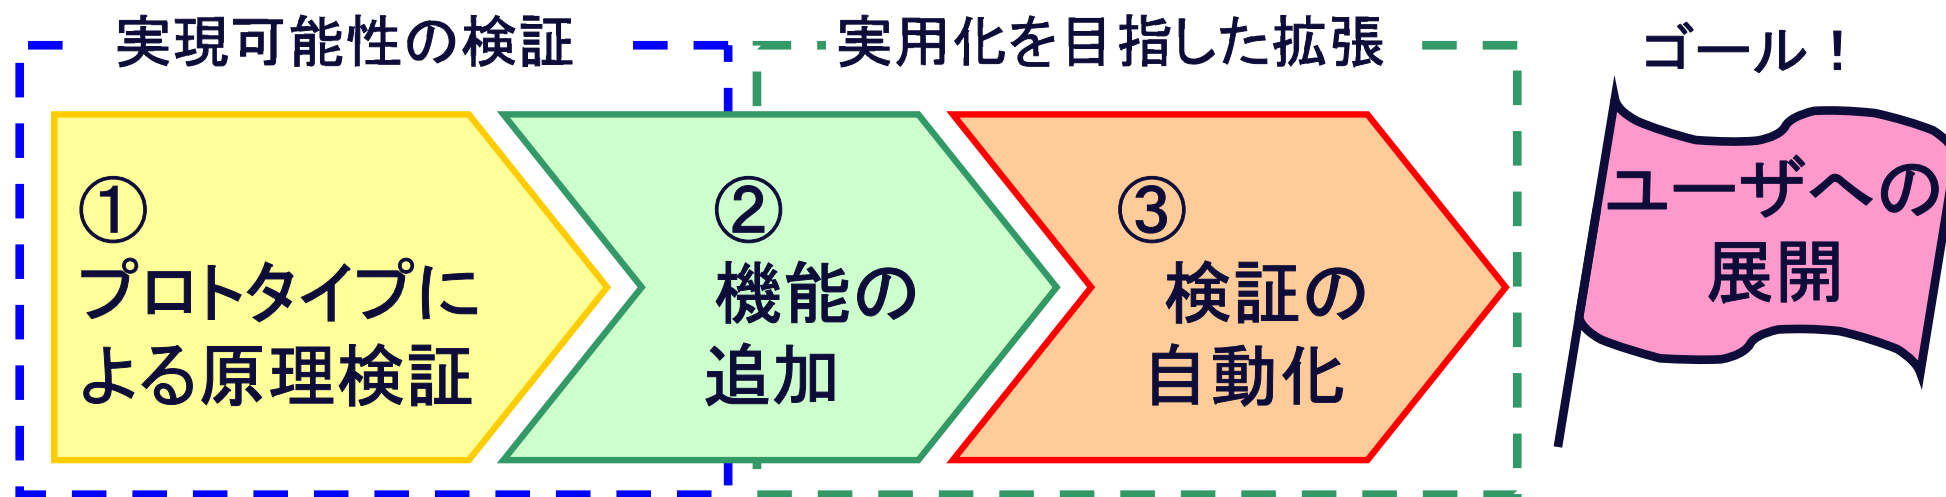 実現可能性の検証
実用化を目指した拡張
ゴール！
①
プロトタイプに
よる原理検証
②
機能の
追加
③
検証の
自動化
ユーザへの
展開